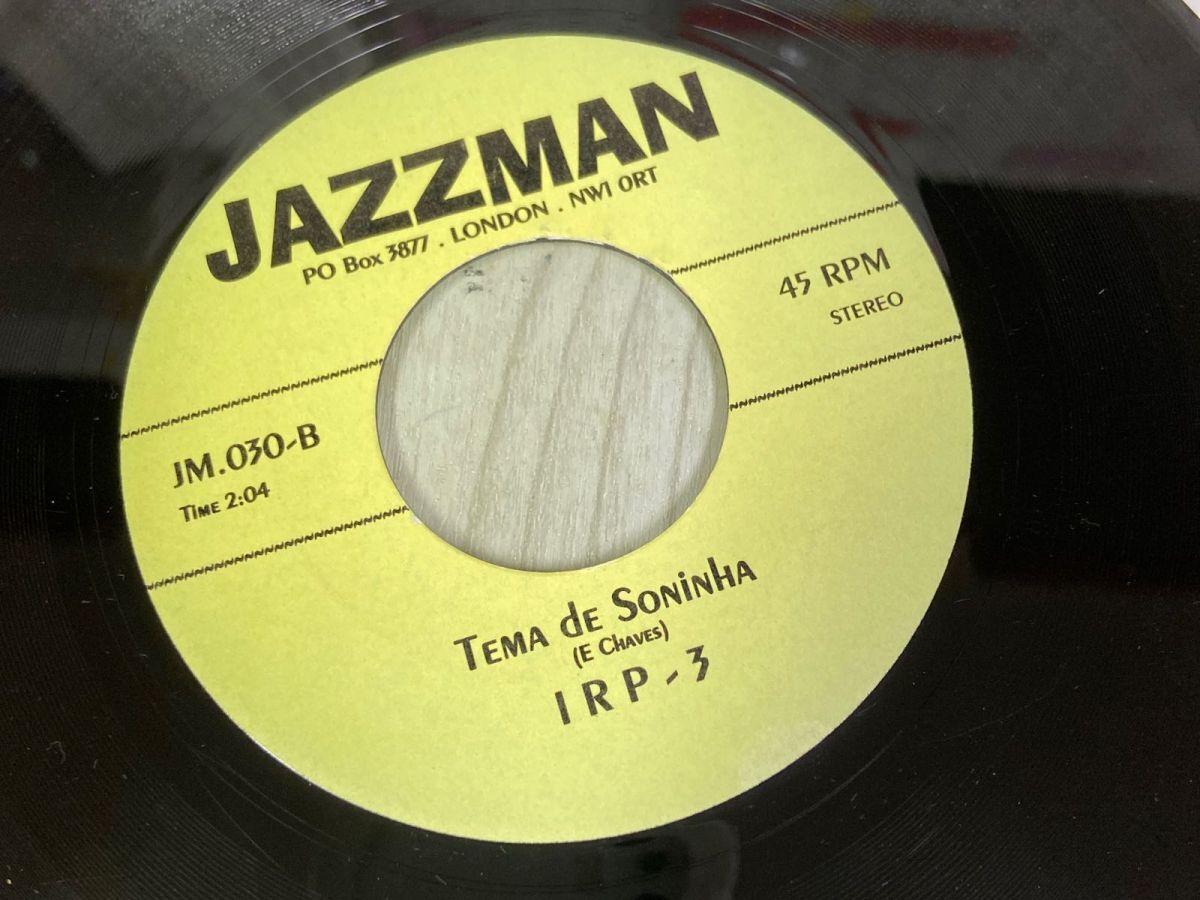 JAZZMAN
PO Box 3877 . LONDON . NW1 0RT
45 RPM
STEREO
JM.030-B
TIME 2:04
TEMA dE SONiNHA
(E CHAVES)
I R P - 3